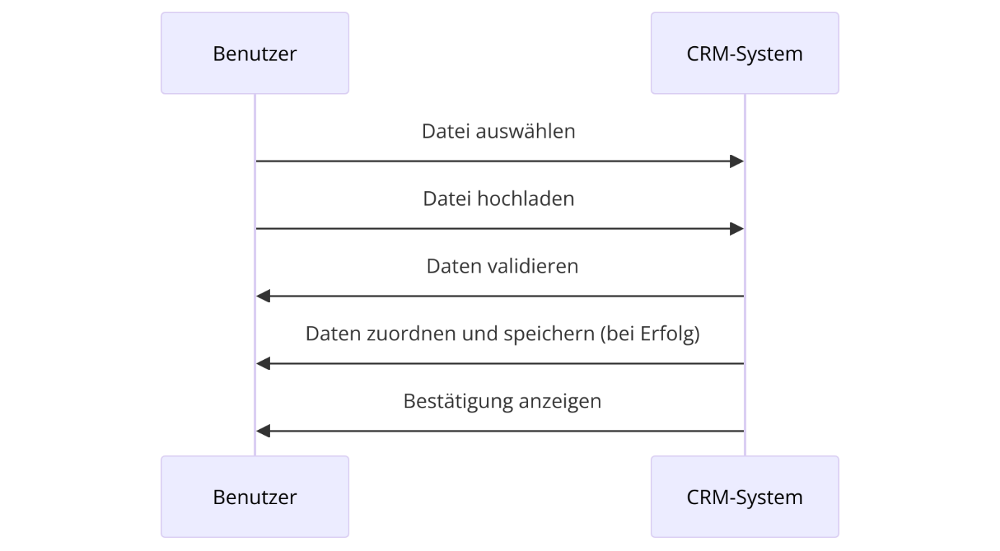 Benutzer
CRM-System
Datei auswählen
Datei hochladen
Daten validieren
Daten zuordnen und speichern (bei Erfolg)
Bestätigung anzeigen
Benutzer
CRM-System